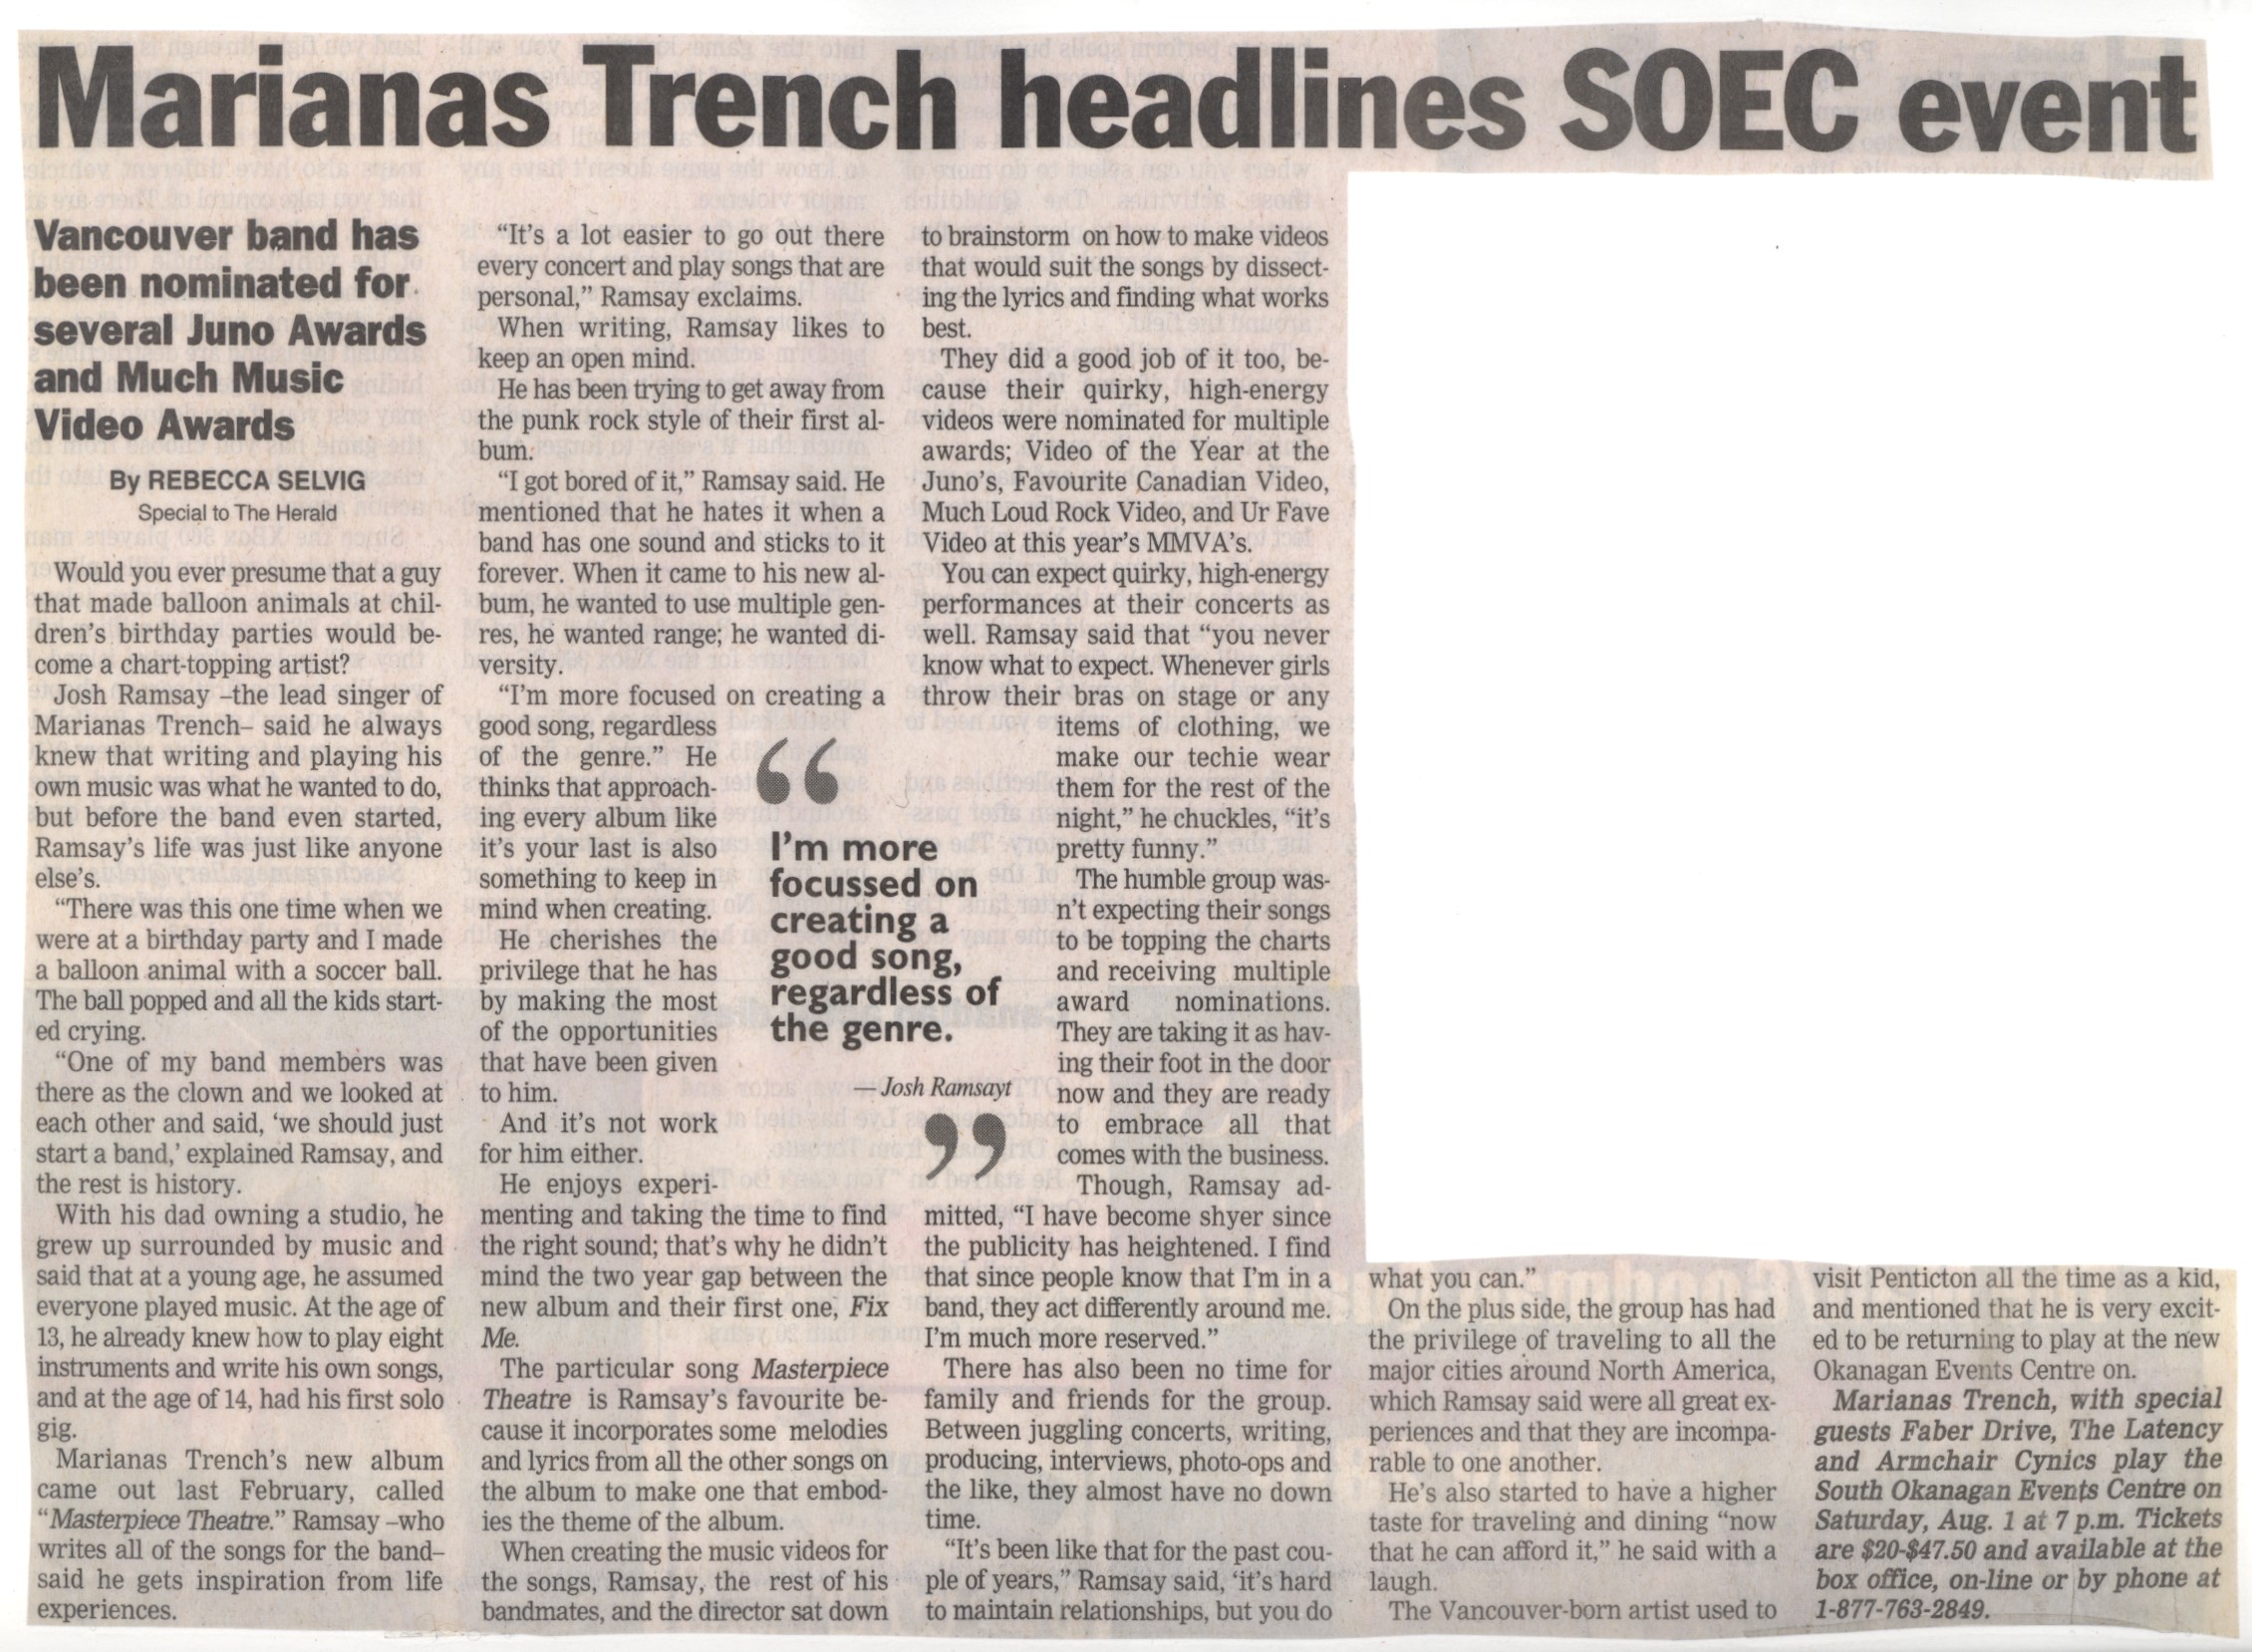 Marianas Trench headlines SOEC event
Vancouver band has
been nominated for
several Juno Awards
and Much Music
Video Awards
By REBECCA SELVIG
Special to The Herald
Would you ever presume that a guy
that made balloon animals at chil-
dren's birthday parties would be-
come a chart-topping artist?
Josh Ramsay –the lead singer of
Marianas Trench– said he always
knew that writing and playing his
own music was what he wanted to do,
but before the band even started,
Ramsay's life was just like anyone
else's.
“There was this one time when we
were at a birthday party and I made
a balloon animal with a soccer ball.
The ball popped and all the kids start-
ed crying.
“One of my band members was
there as the clown and we looked at
each other and said, ‘we should just
start a band,’ explained Ramsay, and
the rest is history.
With his dad owning a studio, he
grew up surrounded by music and
said that at a young age, he assumed
everyone played music. At the age of
13, he already knew how to play eight
instruments and write his own songs,
and at the age of 14, had his first solo
gig.
Marianas Trench's new album
came out last February, called
“Masterpiece Theatre.” Ramsay –who
writes all of the songs for the band–
said he gets inspiration from life
experiences.
“It's a lot easier to go out there
every concert and play songs that are
personal,” Ramsay exclaims.
When writing, Ramsay likes to
keep an open mind.
He has been trying to get away from
the punk rock style of their first al-
bum.
“I got bored of it,” Ramsay said. He
mentioned that he hates it when a
band has one sound and sticks to it
forever. When it came to his new al-
bum, he wanted to use multiple gen-
res, he wanted range; he wanted di-
versity.
“I'm more focused on creating a
good song, regardless
of the genre.” He
thinks that approach-
ing every album like
it's your last is also
something to keep in
mind when creating.
He cherishes the
privilege that he has
by making the most
of the opportunities
that have been given
to him.
And it's not work
for him either.
He enjoys experi-
menting and taking the time to find
the right sound; that's why he didn't
mind the two year gap between the
new album and their first one, Fix
Me.
The particular song Masterpiece
Theatre is Ramsay's favourite be-
cause it incorporates some melodies
and lyrics from all the other songs on
the album to make one that embod-
ies the theme of the album.
When creating the music videos for
the songs, Ramsay, the rest of his
bandmates, and the director sat down
“
I'm more
focussed on
creating a
good song,
regardless of
the genre.
— Josh Ramsayt
”
to brainstorm on how to make videos
that would suit the songs by dissect-
ing the lyrics and finding what works
best.
They did a good job of it too, be-
cause their quirky, high-energy
videos were nominated for multiple
awards; Video of the Year at the
Juno's, Favourite Canadian Video,
Much Loud Rock Video, and Ur Fave
Video at this year's MMVA's.
You can expect quirky, high-energy
performances at their concerts as
well. Ramsay said that “you never
know what to expect. Whenever girls
throw their bras on stage or any
items of clothing, we
make our techie wear
them for the rest of the
night,” he chuckles, “it's
pretty funny.”
The humble group was-
n't expecting their songs
to be topping the charts
and receiving multiple
award nominations.
They are taking it as hav-
ing their foot in the door
now and they are ready
to embrace all that
comes with the business.
Though, Ramsay ad-
mitted, “I have become shyer since
the publicity has heightened. I find
that since people know that I'm in a
band, they act differently around me.
I'm much more reserved.”
There has also been no time for
family and friends for the group.
Between juggling concerts, writing,
producing, interviews, photo-ops and
the like, they almost have no down
time.
“It's been like that for the past cou-
ple of years,” Ramsay said, ‘it's hard
to maintain relationships, but you do
what you can.”
On the plus side, the group has had
the privilege of traveling to all the
major cities around North America,
which Ramsay said were all great ex-
periences and that they are incompa-
rable to one another.
He's also started to have a higher
taste for traveling and dining “now
that he can afford it,” he said with a
laugh.
The Vancouver-born artist used to
visit Penticton all the time as a kid,
and mentioned that he is very excit-
ed to be returning to play at the new
Okanagan Events Centre on.
Marianas Trench, with special
guests Faber Drive, The Latency
and Armchair Cynics play the
South Okanagan Events Centre on
Saturday, Aug. 1 at 7 p.m. Tickets
are $20-$47.50 and available at the
box office, on-line or by phone at
1-877-763-2849.